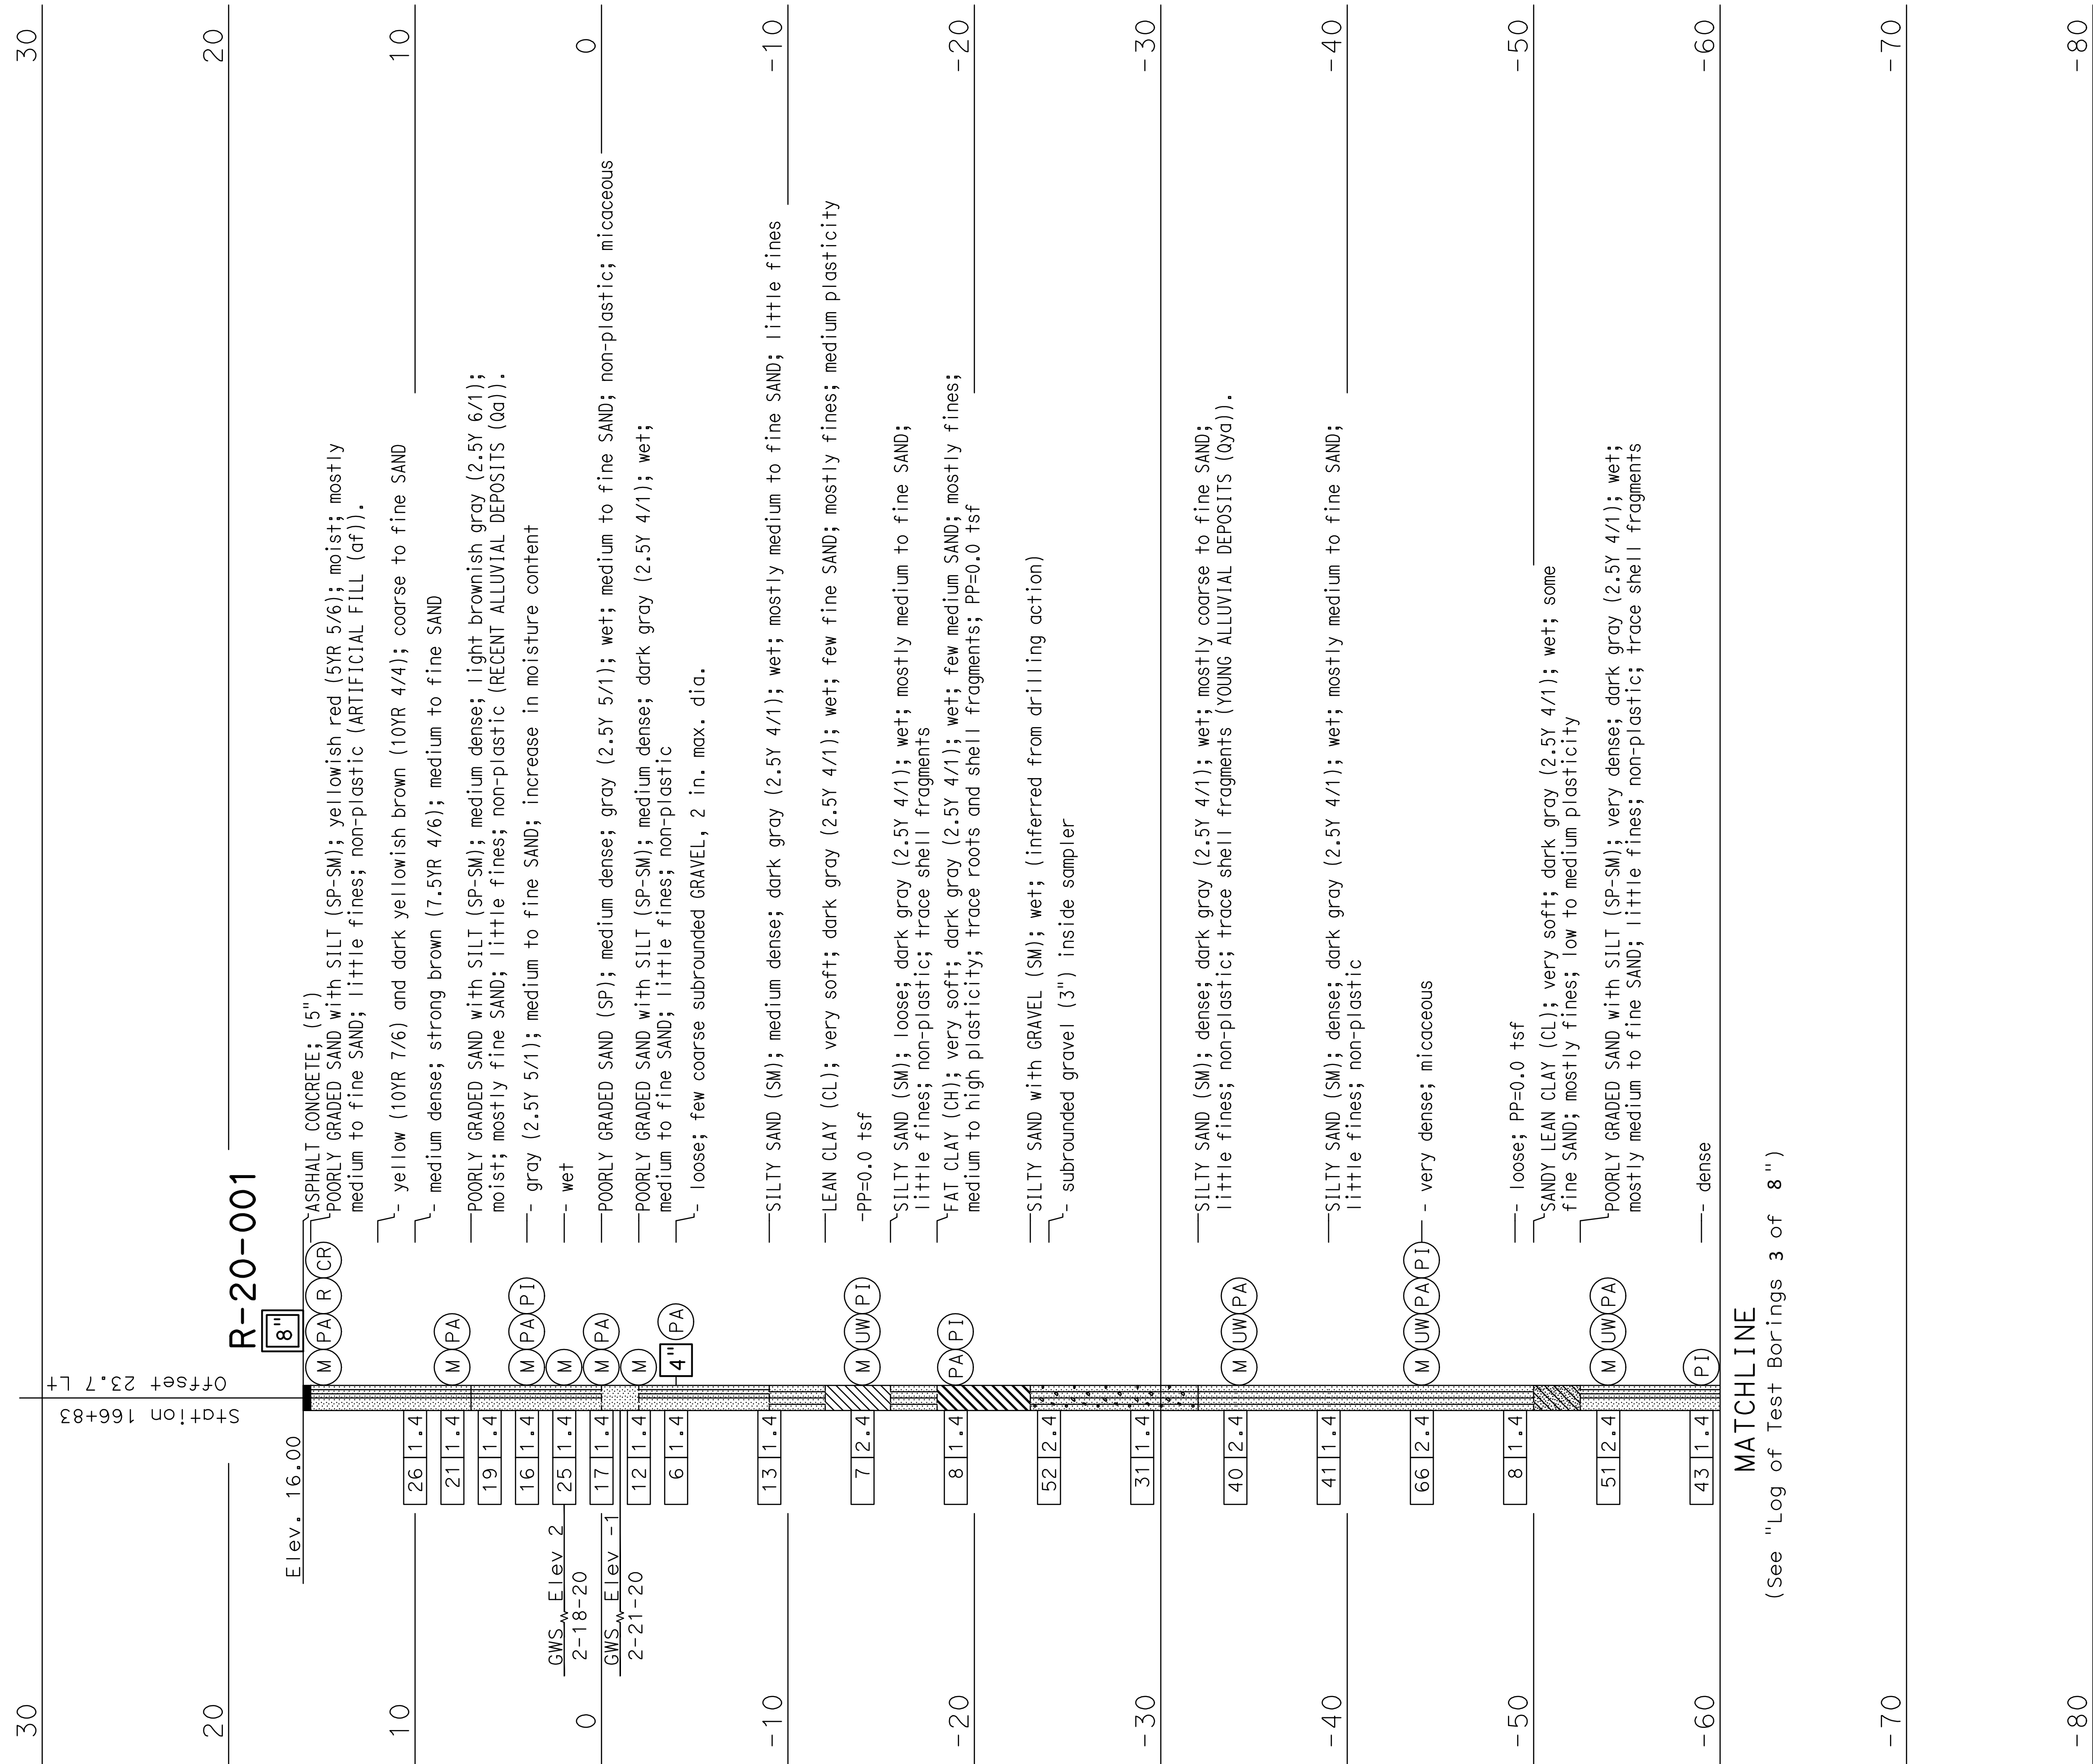 30
20
10
0
-10
-20
-30
-40
-50
-60
-70
-80
R-20-001
Station 166+83
Offset 23.7 Lt
Elev. 16.00
8"
M PA R CR
ASPHALT CONCRETE; (5")
POORLY GRADED SAND with SILT (SP-SM); yellowish red (5YR 5/6); moist; mostly
medium to fine SAND; little fines; non-plastic (ARTIFICIAL FILL (af)).
- yellow (10YR 7/6) and dark yellowish brown (10YR 4/4); coarse to fine SAND
26 1.4
- medium dense; strong brown (7.5YR 4/6); medium to fine SAND
21 1.4
M PA
POORLY GRADED SAND with SILT (SP-SM); medium dense; light brownish gray (2.5Y 6/1);
moist; mostly fine SAND; little fines; non-plastic (RECENT ALLUVIAL DEPOSITS (Qa)).
19 1.4
16 1.4
M PA PI
- gray (2.5Y 5/1); medium to fine SAND; increase in moisture content
25 1.4
M
- wet
GWS Elev 2
2-18-20
17 1.4
M PA
POORLY GRADED SAND (SP); medium dense; gray (2.5Y 5/1); wet; medium to fine SAND; non-plastic; micaceous
GWS Elev -1
2-21-20
12 1.4
M
POORLY GRADED SAND with SILT (SP-SM); medium dense; dark gray (2.5Y 4/1); wet;
medium to fine SAND; little fines; non-plastic
6 1.4
4" PA
- loose; few coarse subrounded GRAVEL, 2 in. max. dia.
13 1.4
SILTY SAND (SM); medium dense; dark gray (2.5Y 4/1); wet; mostly medium to fine SAND; little fines
LEAN CLAY (CL); very soft; dark gray (2.5Y 4/1); wet; few fine SAND; mostly fines; medium plasticity
7 2.4
M UW PI
-PP=0.0 tsf
SILTY SAND (SM); loose; dark gray (2.5Y 4/1); wet; mostly medium to fine SAND;
little fines; non-plastic; trace shell fragments
8 1.4
PA PI
FAT CLAY (CH); very soft; dark gray (2.5Y 4/1); wet; few medium SAND; mostly fines;
medium to high plasticity; trace roots and shell fragments; PP=0.0 tsf
SILTY SAND with GRAVEL (SM); wet; (inferred from drilling action)
52 2.4
- subrounded gravel (3") inside sampler
31 1.4
SILTY SAND (SM); dense; dark gray (2.5Y 4/1); wet; mostly coarse to fine SAND;
little fines; non-plastic; trace shell fragments (YOUNG ALLUVIAL DEPOSITS (Qya)).
40 2.4
M UW PA
41 1.4
SILTY SAND (SM); dense; dark gray (2.5Y 4/1); wet; mostly medium to fine SAND;
little fines; non-plastic
66 2.4
M UW PA PI
- very dense; micaceous
8 1.4
- loose; PP=0.0 tsf
SANDY LEAN CLAY (CL); very soft; dark gray (2.5Y 4/1); wet; some
fine SAND; mostly fines; low to medium plasticity
51 2.4
M UW PA
POORLY GRADED SAND with SILT (SP-SM); very dense; dark gray (2.5Y 4/1); wet;
mostly medium to fine SAND; little fines; non-plastic; trace shell fragments
43 1.4
PI
- dense
MATCHLINE
(See "Log of Test Borings 3 of 8")
30
20
10
0
-10
-20
-30
-40
-50
-60
-70
-80